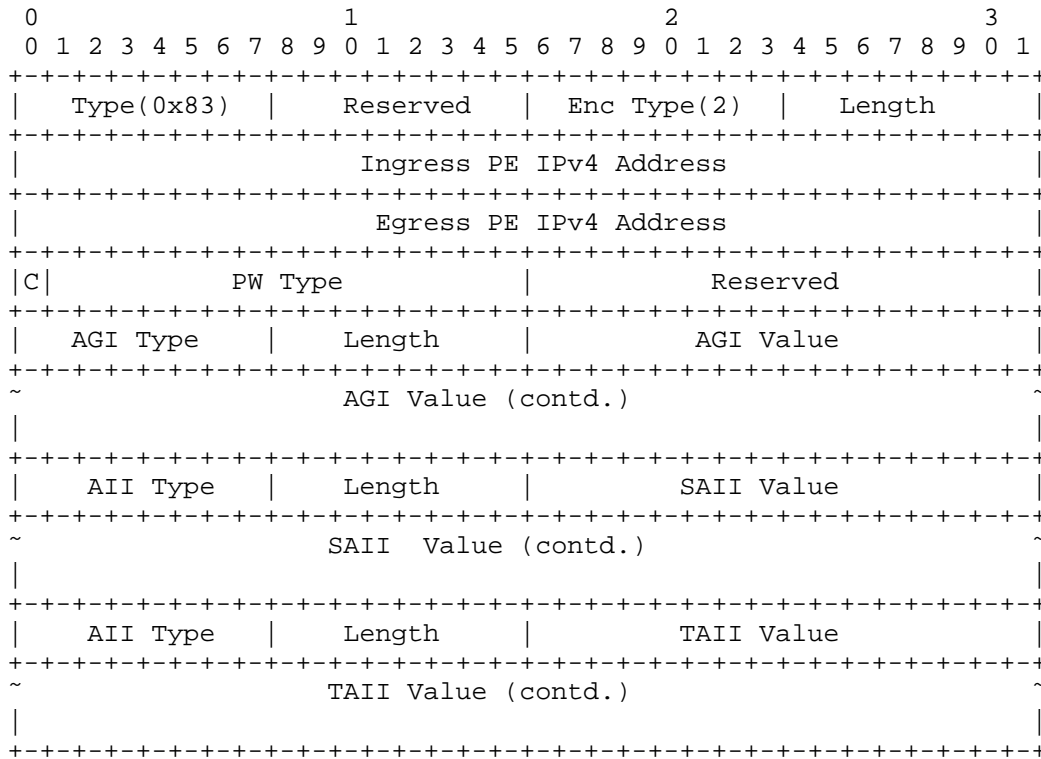 0                   1                   2                   3
0 1 2 3 4 5 6 7 8 9 0 1 2 3 4 5 6 7 8 9 0 1 2 3 4 5 6 7 8 9 0 1
+-+-+-+-+-+-+-+-+-+-+-+-+-+-+-+-+-+-+-+-+-+-+-+-+-+-+-+-+-+-+-+-+
|   Type(0x83)  |    Reserved   |  Enc Type(2)  |   Length      |
+-+-+-+-+-+-+-+-+-+-+-+-+-+-+-+-+-+-+-+-+-+-+-+-+-+-+-+-+-+-+-+-+
|                     Ingress PE IPv4 Address                   |
+-+-+-+-+-+-+-+-+-+-+-+-+-+-+-+-+-+-+-+-+-+-+-+-+-+-+-+-+-+-+-+-+
|                      Egress PE IPv4 Address                   |
+-+-+-+-+-+-+-+-+-+-+-+-+-+-+-+-+-+-+-+-+-+-+-+-+-+-+-+-+-+-+-+-+
|C|           PW Type           |           Reserved            |
+-+-+-+-+-+-+-+-+-+-+-+-+-+-+-+-+-+-+-+-+-+-+-+-+-+-+-+-+-+-+-+-+
|   AGI Type    |    Length     |          AGI Value            |
+-+-+-+-+-+-+-+-+-+-+-+-+-+-+-+-+-+-+-+-+-+-+-+-+-+-+-+-+-+-+-+-+
~                    AGI Value (contd.)                         ~
|                                                               |
+-+-+-+-+-+-+-+-+-+-+-+-+-+-+-+-+-+-+-+-+-+-+-+-+-+-+-+-+-+-+-+-+
|    AII Type   |    Length     |         SAII Value            |
+-+-+-+-+-+-+-+-+-+-+-+-+-+-+-+-+-+-+-+-+-+-+-+-+-+-+-+-+-+-+-+-+
~                   SAII  Value (contd.)                        ~
|                                                               |
+-+-+-+-+-+-+-+-+-+-+-+-+-+-+-+-+-+-+-+-+-+-+-+-+-+-+-+-+-+-+-+-+
|    AII Type   |    Length     |         TAII Value            |
+-+-+-+-+-+-+-+-+-+-+-+-+-+-+-+-+-+-+-+-+-+-+-+-+-+-+-+-+-+-+-+-+
~                   TAII Value (contd.)                         ~
|                                                               |
+-+-+-+-+-+-+-+-+-+-+-+-+-+-+-+-+-+-+-+-+-+-+-+-+-+-+-+-+-+-+-+-+